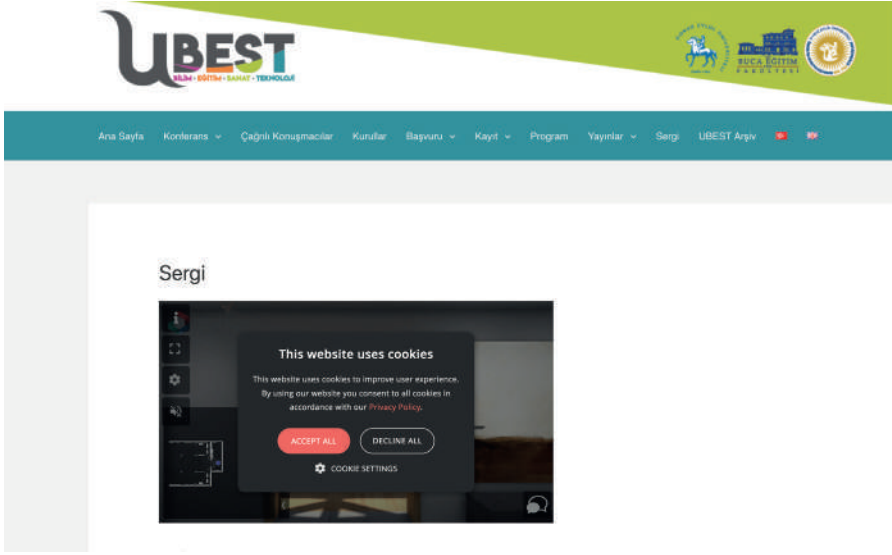 UBEST
BİLİM - EĞİTİM - SANAT - TEKNOLOJİ
BUCA EĞİTİM
FAKÜLTESİ
Ana Sayfa Konferans Çağrılı Konuşmacılar Kurullar Başvuru Kayıt Program Yayınlar Sergi UBEST Arşiv
Sergi
This website uses cookies
This website uses cookies to improve user experience.
By using our website you consent to all cookies in
accordance with our Privacy Policy.
ACCEPT ALL DECLINE ALL
COOKIE SETTINGS